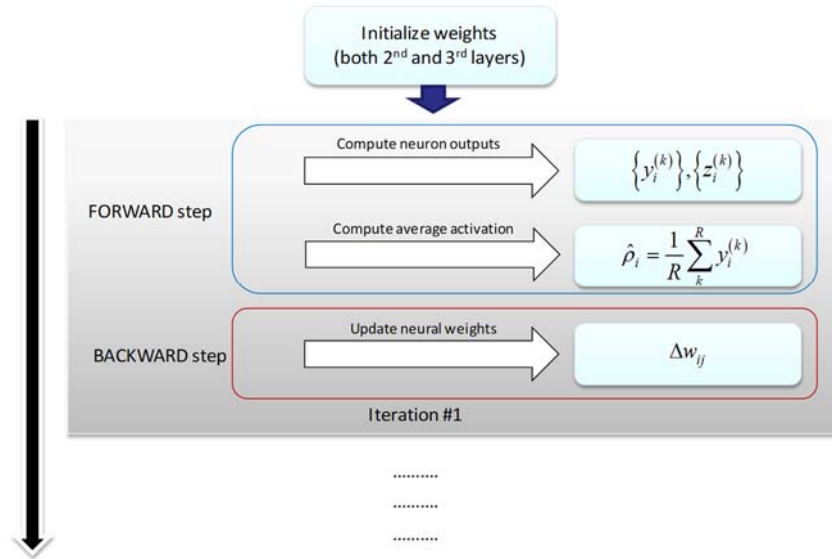 Initialize weights
(both 2nd and 3rd layers)
Compute neuron outputs
{y_i^(k)}, {z_i^(k)}
FORWARD step
Compute average activation
ρ̂_i = 1/R ∑_k^R y_i^(k)
Update neural weights
BACKWARD step
Δw_ij
Iteration #1
..........
..........
..........